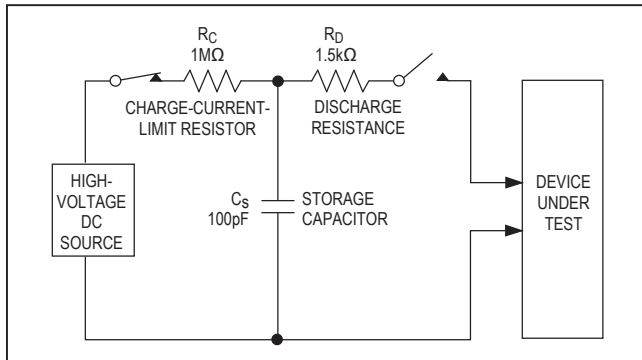 RC
1MΩ
CHARGE-CURRENT-
LIMIT RESISTOR
RD
1.5kΩ
DISCHARGE
RESISTANCE
HIGH-
VOLTAGE
DC
SOURCE
CS
100pF
STORAGE
CAPACITOR
DEVICE
UNDER
TEST